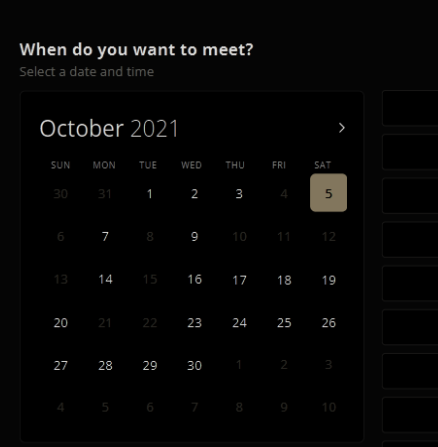 When do you want to meet?
Select a date and time
October 2021 >
SUN MON TUE WED THU FRI SAT
30 31 1 2 3 4 5
6 7 8 9 10 11 12
13 14 15 16 17 18 19
20 21 22 23 24 25 26
27 28 29 30 1 2 3
4 5 6 7 8 9 10